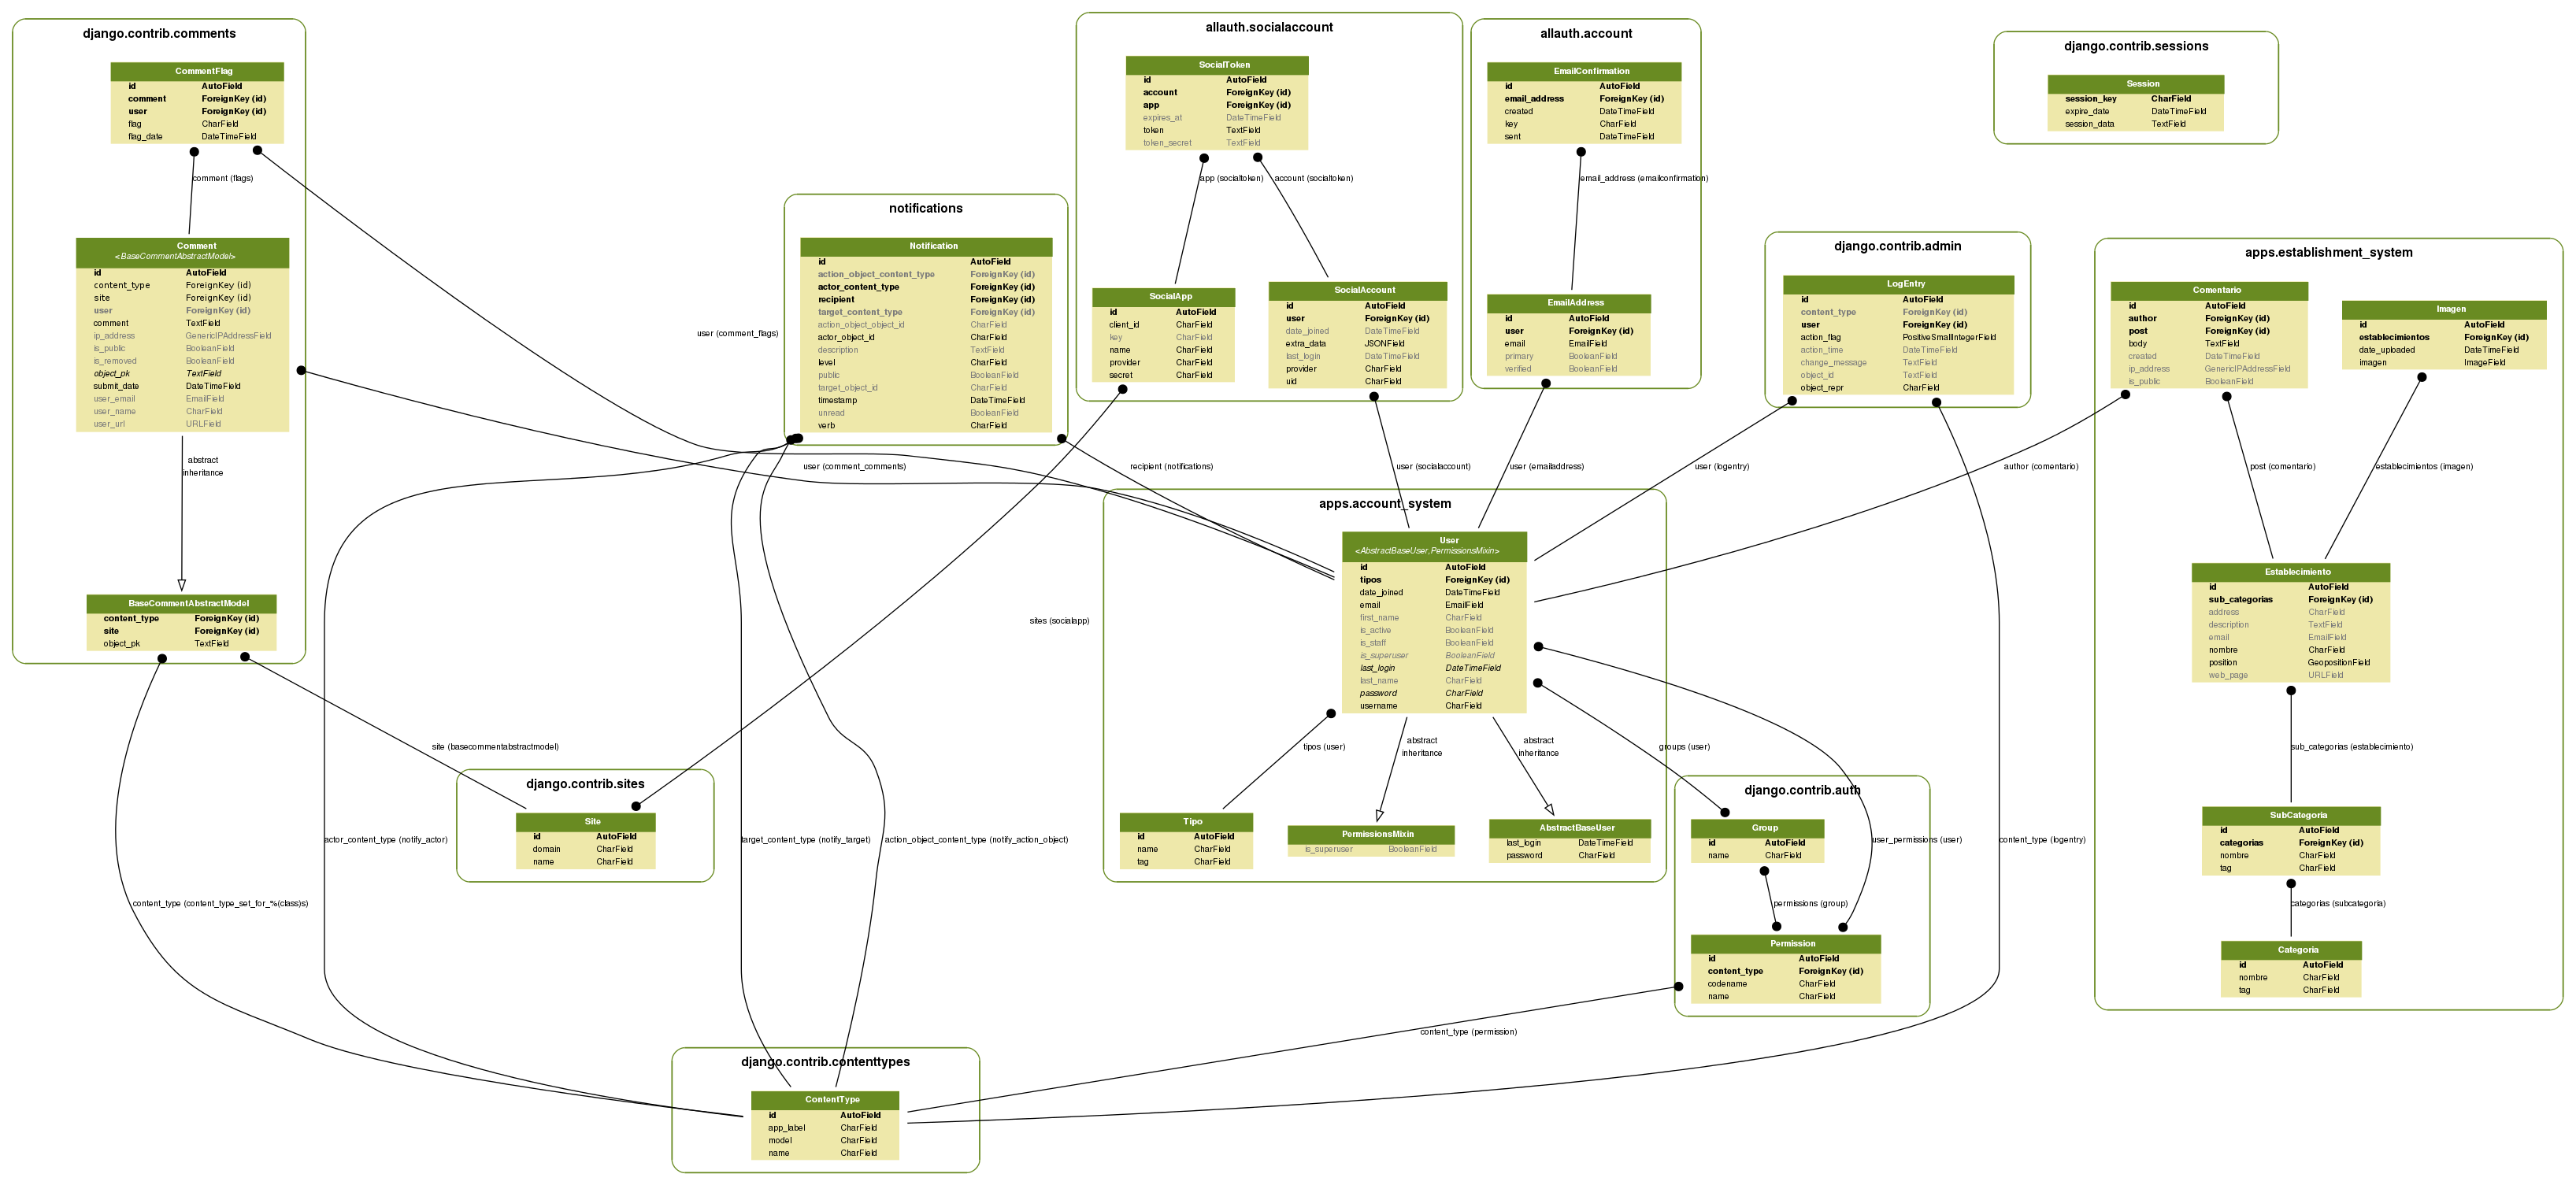 django.contrib.comments
CommentFlag
id AutoField
comment ForeignKey (id)
user ForeignKey (id)
flag CharField
flag_date DateTimeField
comment (flags)
Comment
<BaseCommentAbstractModel>
id AutoField
content_type ForeignKey (id)
site ForeignKey (id)
user ForeignKey (id)
comment TextField
ip_address GenericIPAddressField
is_public BooleanField
is_removed BooleanField
object_pk TextField
submit_date DateTimeField
user_email EmailField
user_name CharField
user_url URLField
abstract
inheritance
BaseCommentAbstractModel
content_type ForeignKey (id)
site ForeignKey (id)
object_pk TextField
user (comment_flags)
user (comment_comments)
notifications
Notification
id AutoField
action_object_content_type ForeignKey (id)
actor_content_type ForeignKey (id)
recipient ForeignKey (id)
target_content_type ForeignKey (id)
action_object_object_id CharField
actor_object_id CharField
description TextField
level CharField
public BooleanField
target_object_id CharField
timestamp DateTimeField
unread BooleanField
verb CharField
recipient (notifications)
allauth.socialaccount
SocialToken
id AutoField
account ForeignKey (id)
app ForeignKey (id)
expires_at DateTimeField
token TextField
token_secret TextField
app (socialtoken)
account (socialtoken)
SocialApp
id AutoField
client_id CharField
key CharField
name CharField
provider CharField
secret CharField
SocialAccount
id AutoField
user ForeignKey (id)
date_joined DateTimeField
extra_data JSONField
last_login DateTimeField
provider CharField
uid CharField
user (socialaccount)
allauth.account
EmailConfirmation
id AutoField
email_address ForeignKey (id)
created DateTimeField
key CharField
sent DateTimeField
email_address (emailconfirmation)
EmailAddress
id AutoField
user ForeignKey (id)
email EmailField
primary BooleanField
verified BooleanField
user (emailaddress)
django.contrib.sessions
Session
session_key CharField
expire_date DateTimeField
session_data TextField
django.contrib.admin
LogEntry
id AutoField
content_type ForeignKey (id)
user ForeignKey (id)
action_flag PositiveSmallIntegerField
action_time DateTimeField
change_message TextField
object_id TextField
object_repr CharField
user (logentry)
apps.establishment_system
Comentario
id AutoField
author ForeignKey (id)
post ForeignKey (id)
body TextField
created DateTimeField
ip_address GenericIPAddressField
is_public BooleanField
Imagen
id AutoField
establecimientos ForeignKey (id)
date_uploaded DateTimeField
imagen ImageField
author (comentario)
post (comentario)
establecimientos (imagen)
Establecimiento
id AutoField
sub_categorias ForeignKey (id)
address CharField
description TextField
email EmailField
nombre CharField
position GeopositionField
web_page URLField
sub_categorias (establecimiento)
SubCategoria
id AutoField
categorias ForeignKey (id)
nombre CharField
tag CharField
categorias (subcategoria)
Categoria
id AutoField
nombre CharField
tag CharField
apps.account_system
User
<AbstractBaseUser,PermissionsMixin>
id AutoField
tipos ForeignKey (id)
date_joined DateTimeField
email EmailField
first_name CharField
is_active BooleanField
is_staff BooleanField
is_superuser BooleanField
last_login DateTimeField
last_name CharField
password CharField
username CharField
sites (socialapp)
tipos (user)
abstract
inheritance
abstract
inheritance
groups (user)
Tipo
id AutoField
name CharField
tag CharField
PermissionsMixin
is_superuser BooleanField
AbstractBaseUser
last_login DateTimeField
password CharField
django.contrib.auth
Group
id AutoField
name CharField
user_permissions (user)
content_type (logentry)
permissions (group)
Permission
id AutoField
content_type ForeignKey (id)
codename CharField
name CharField
content_type (permission)
site (basecommentabstractmodel)
django.contrib.sites
Site
id AutoField
domain CharField
name CharField
actor_content_type (notify_actor)
target_content_type (notify_target)
action_object_content_type (notify_action_object)
content_type (content_type_set_for_%(class)s)
django.contrib.contenttypes
ContentType
id AutoField
app_label CharField
model CharField
name CharField